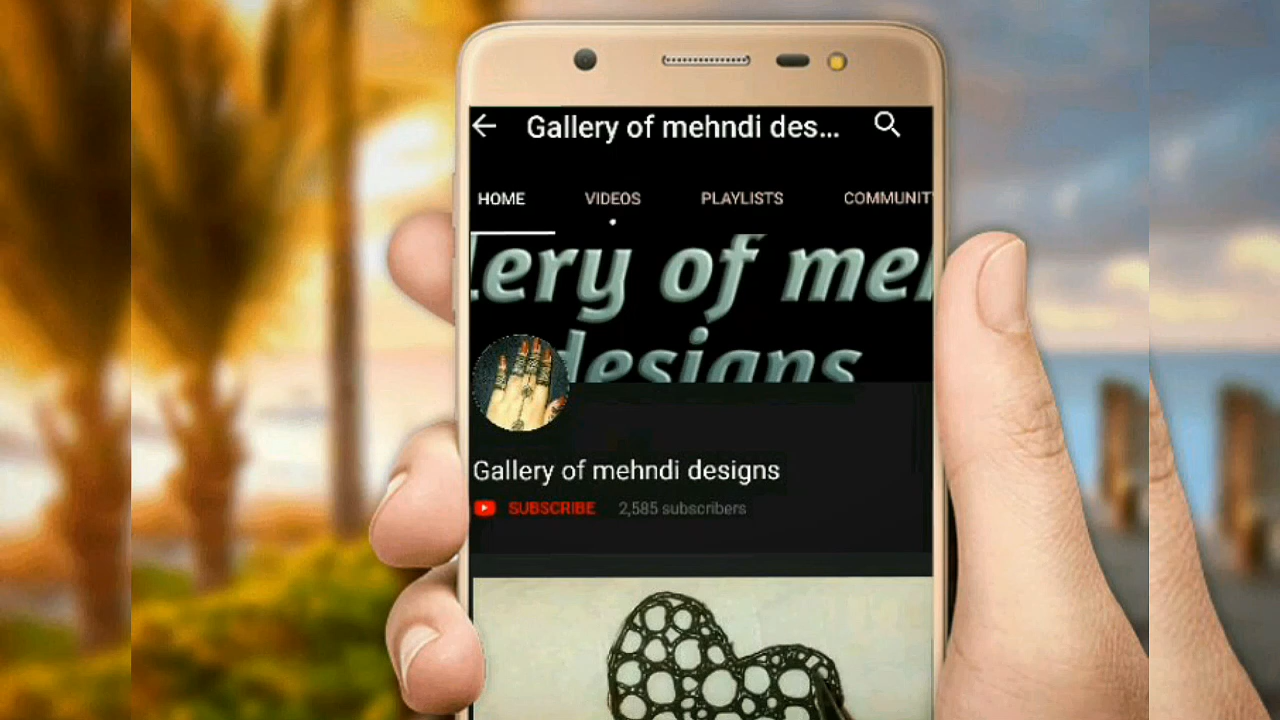 Gallery of mehndi des...
HOME VIDEOS PLAYLISTS COMMUNIT
lery of me
designs
Gallery of mehndi designs
SUBSCRIBE 2,585 subscribers